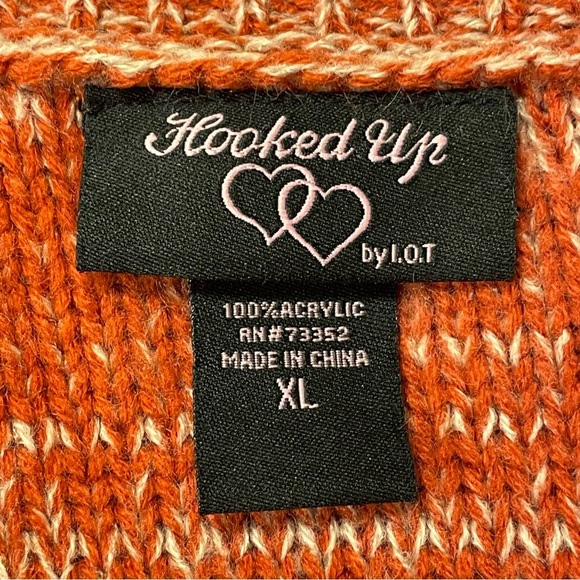 Hooked Up
by I.O.T
100% ACRYLIC
RN#73352
MADE IN CHINA
XL